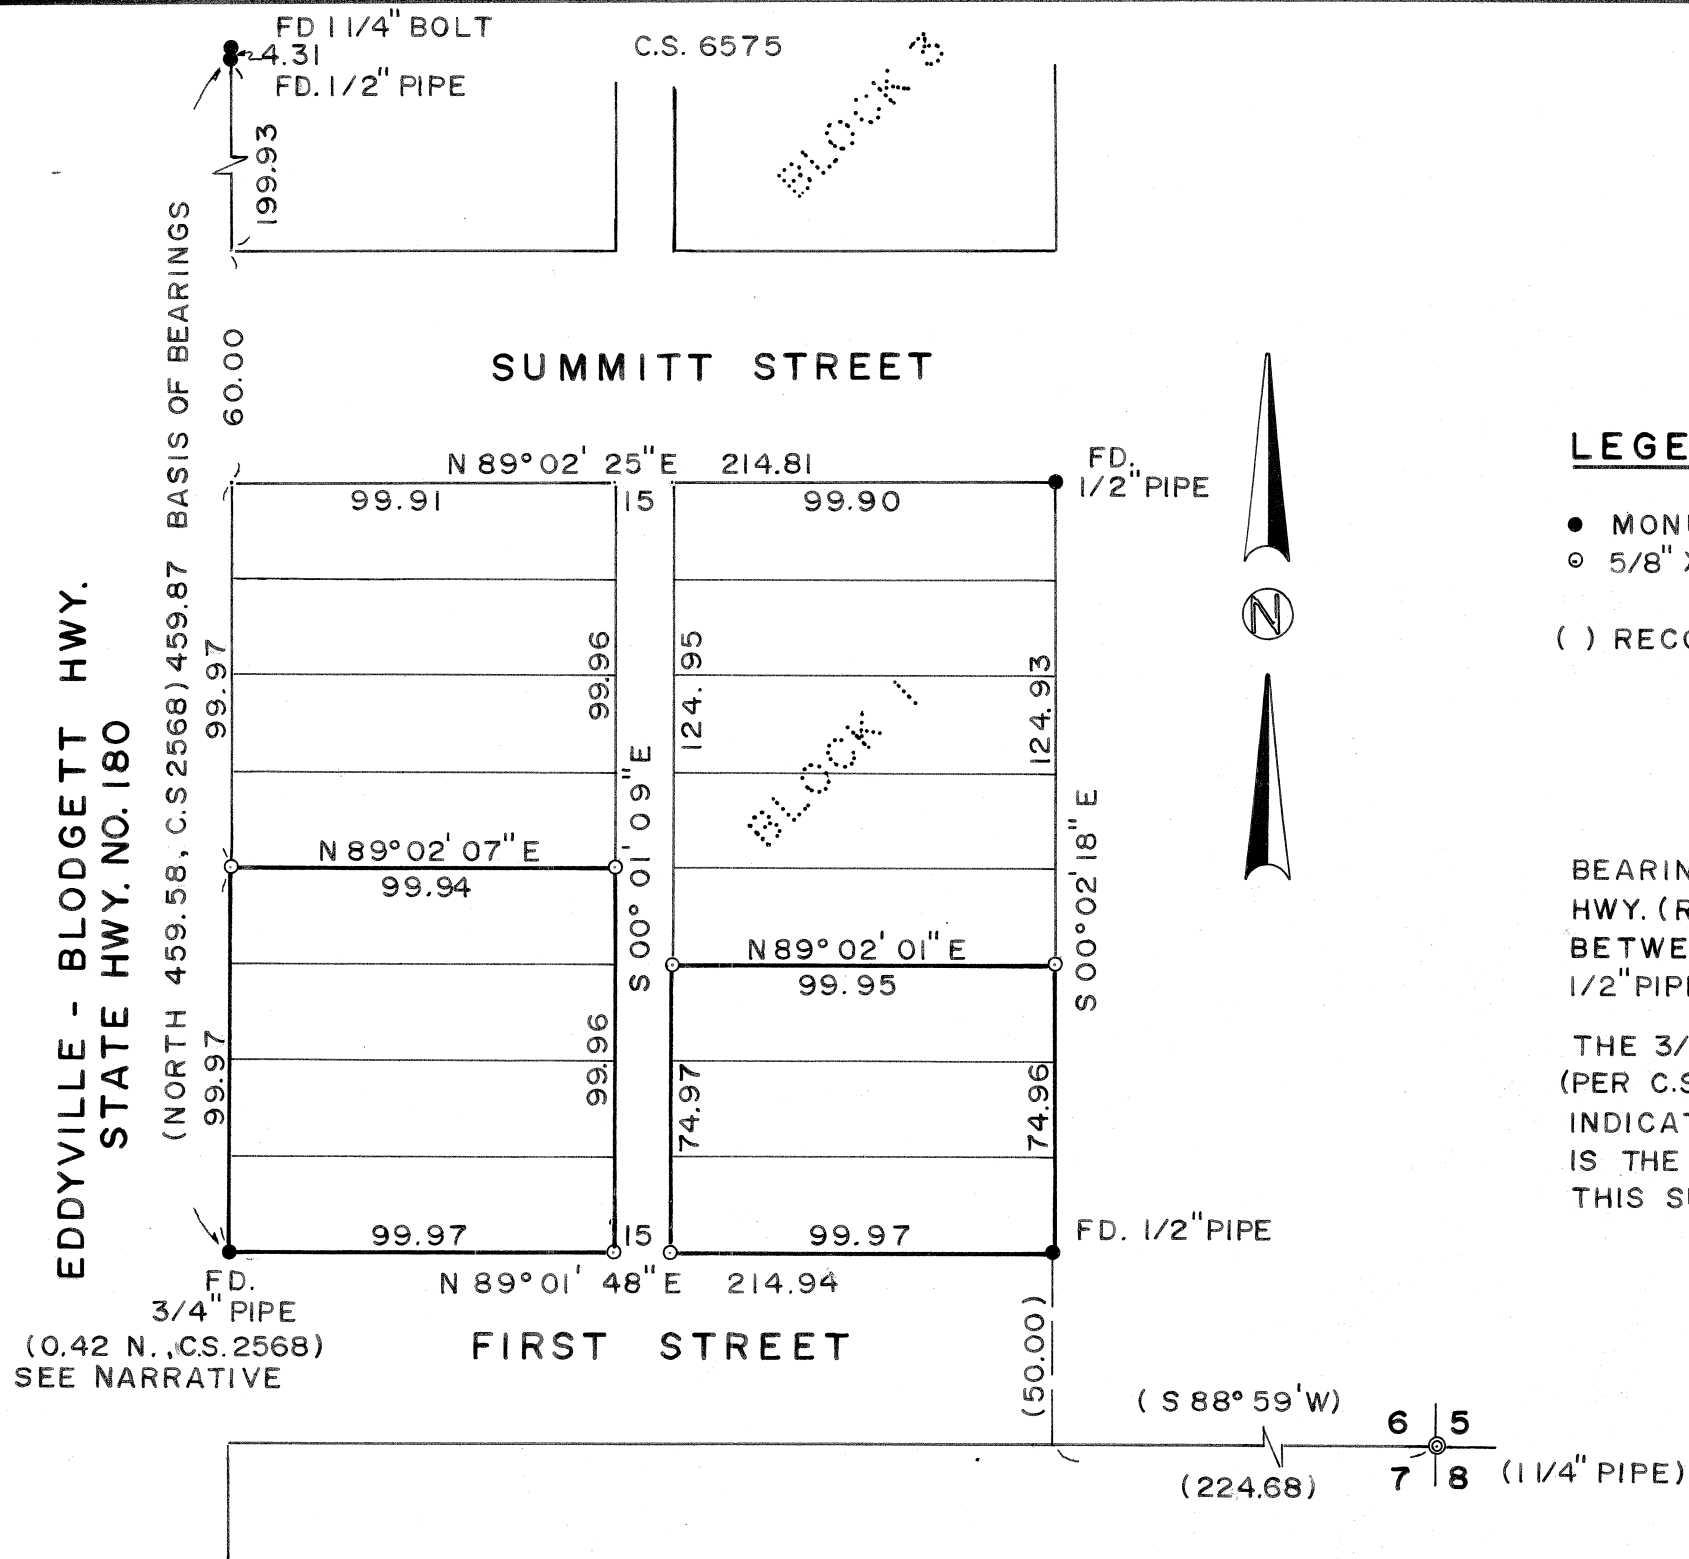 FD 1 1/4" BOLT
4.31
FD. 1/2" PIPE
C.S. 6575
BLOCK 3
199.93
60.00
SUMMITT STREET
N 89° 02' 25" E 214.81
99.91
15
99.90
FD.
1/2" PIPE
EDDYVILLE - BLODGETT HWY.
STATE HWY. NO. 180
(NORTH 459.58, C.S 2568) 459.87 BASIS OF BEARINGS
99.97
99.96
124.95
124.93
BLOCK 1
S 00° 01' 09" E
S 00° 02' 18" E
N 89° 02' 07" E
99.94
N 89° 02' 01" E
99.95
99.97
99.96
74.97
74.96
99.97
15
99.97
FD. 1/2" PIPE
N 89° 01' 48" E 214.94
FD.
3/4" PIPE
(0.42 N., C.S. 2568)
SEE NARRATIVE
FIRST STREET
(50.00)
(S 88° 59' W)
(224.68)
6 5
7 8
(1 1/4" PIPE)
N
LEGE
MONU
5/8" X
( ) RECO
BEARIN
HWY. (R
BETWE
1/2" PIPE
THE 3/
(PER C.S
INDICAT
IS THE
THIS SU